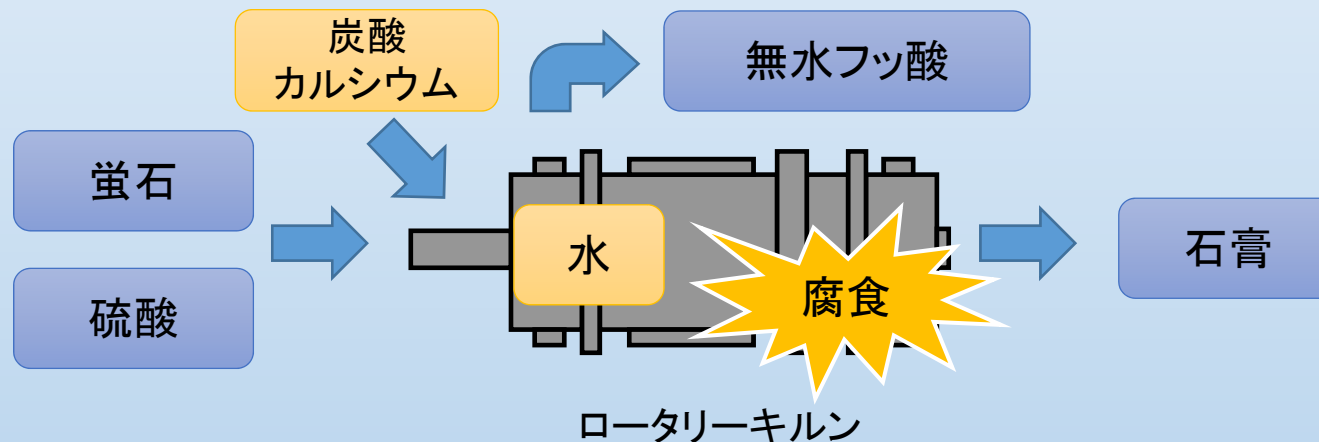 炭酸
カルシウム
無水フッ酸
蛍石
硫酸
水
腐食
石膏
ロータリーキルン